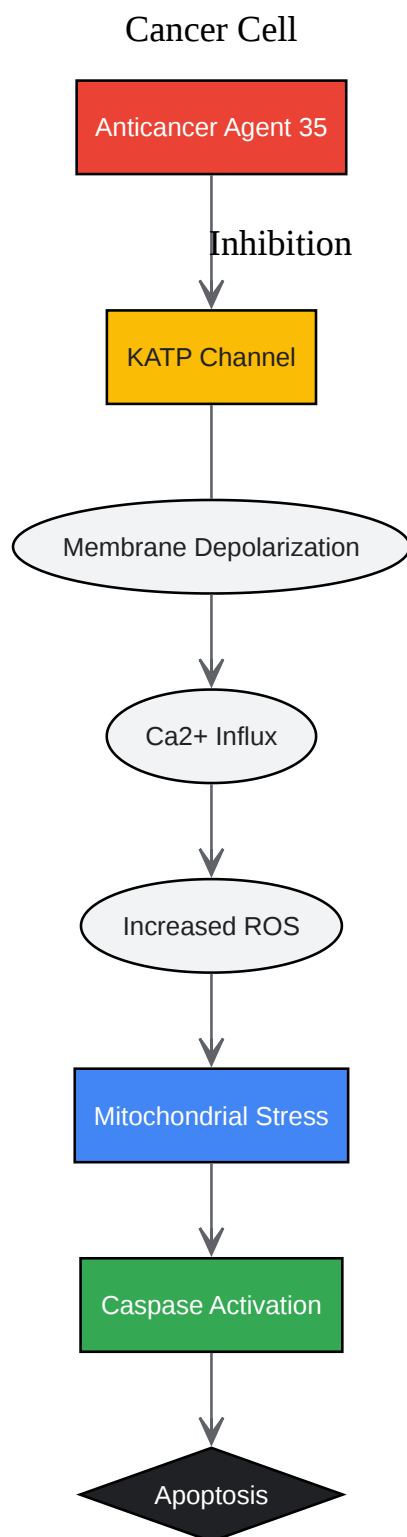 Cancer Cell
Anticancer Agent 35
Inhibition
KATP Channel
Membrane Depolarization
Ca2+ Influx
Increased ROS
Mitochondrial Stress
Caspase Activation
Apoptosis